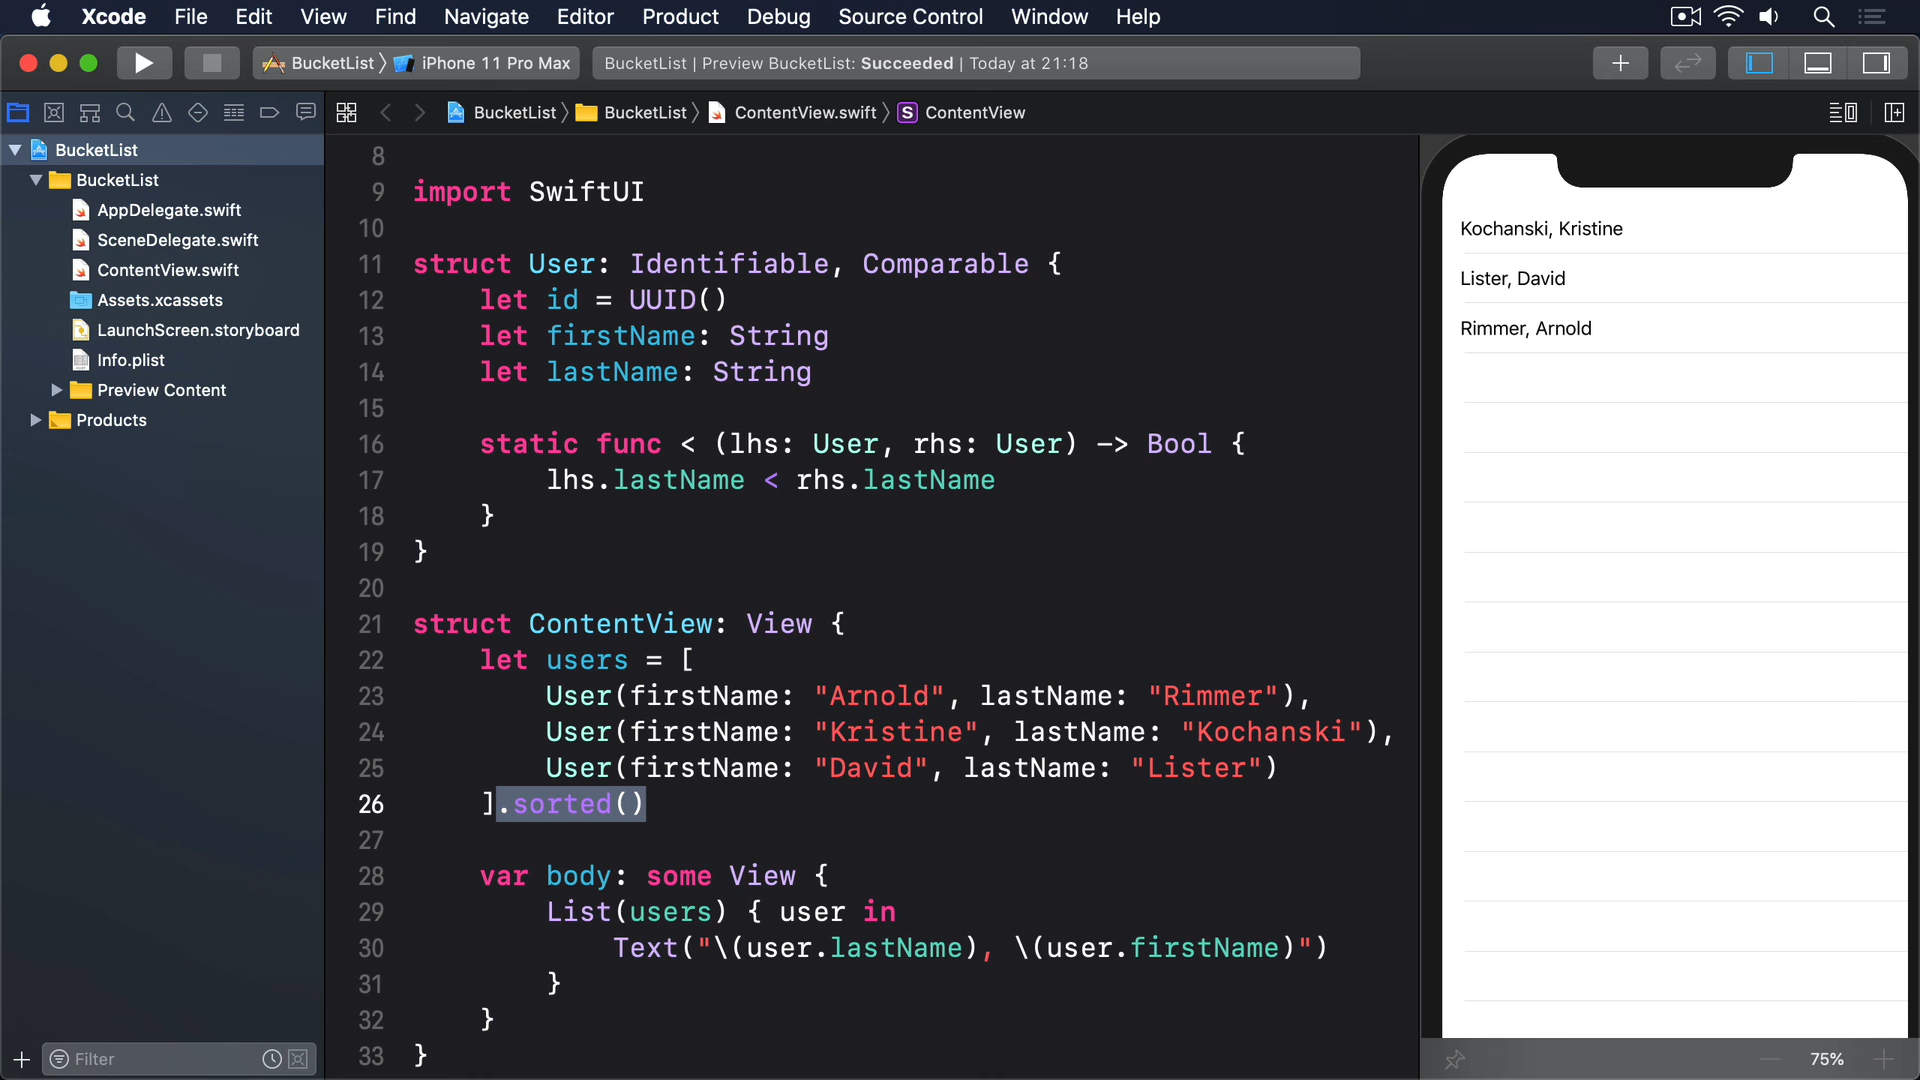 Xcode File Edit View Find Navigate Editor Product Debug Source Control Window Help
BucketList iPhone 11 Pro Max BucketList | Preview BucketList: Succeeded | Today at 21:18
BucketList BucketList ContentView.swift S ContentView
BucketList
BucketList
AppDelegate.swift
SceneDelegate.swift
ContentView.swift
Assets.xcassets
LaunchScreen.storyboard
Info.plist
Preview Content
Products
Filter
8
9 import SwiftUI
10
11 struct User: Identifiable, Comparable {
12 let id = UUID()
13 let firstName: String
14 let lastName: String
15
16 static func < (lhs: User, rhs: User) -> Bool {
17 lhs.lastName < rhs.lastName
18 }
19 }
20
21 struct ContentView: View {
22 let users = [
23 User(firstName: "Arnold", lastName: "Rimmer"),
24 User(firstName: "Kristine", lastName: "Kochanski"),
25 User(firstName: "David", lastName: "Lister")
26 ].sorted()
27
28 var body: some View {
29 List(users) { user in
30 Text("\(user.lastName), \(user.firstName)")
31 }
32 }
33 }
Kochanski, Kristine
Lister, David
Rimmer, Arnold
75%